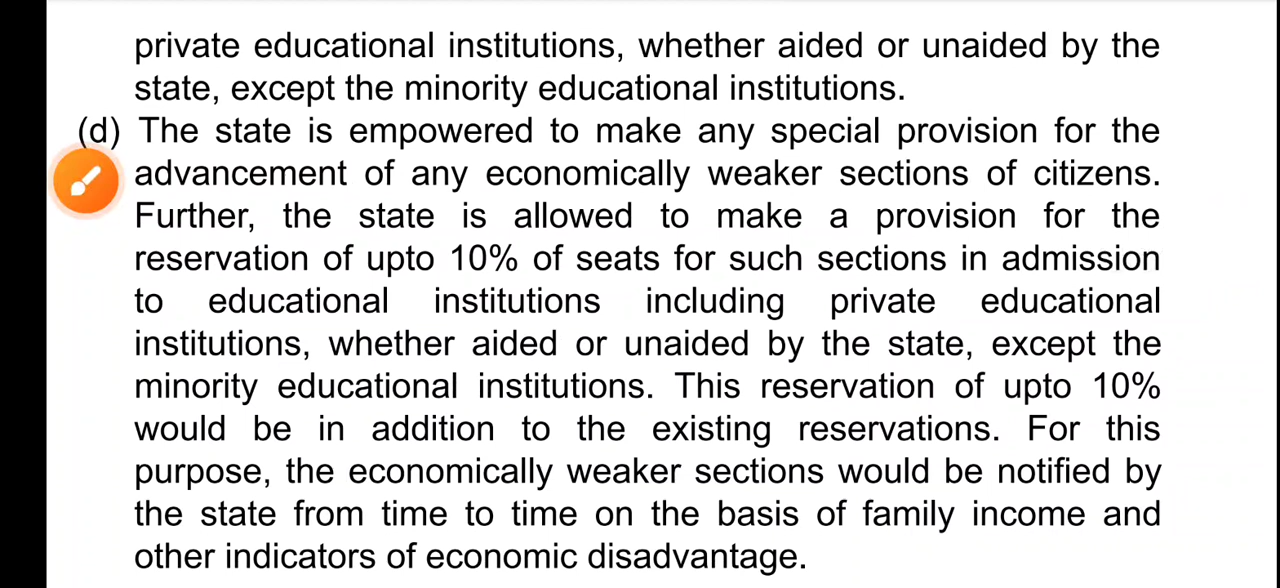 private educational institutions, whether aided or unaided by the
state, except the minority educational institutions.
(d) The state is empowered to make any special provision for the
advancement of any economically weaker sections of citizens.
Further, the state is allowed to make a provision for the
reservation of upto 10% of seats for such sections in admission
to educational institutions including private educational
institutions, whether aided or unaided by the state, except the
minority educational institutions. This reservation of upto 10%
would be in addition to the existing reservations. For this
purpose, the economically weaker sections would be notified by
the state from time to time on the basis of family income and
other indicators of economic disadvantage.